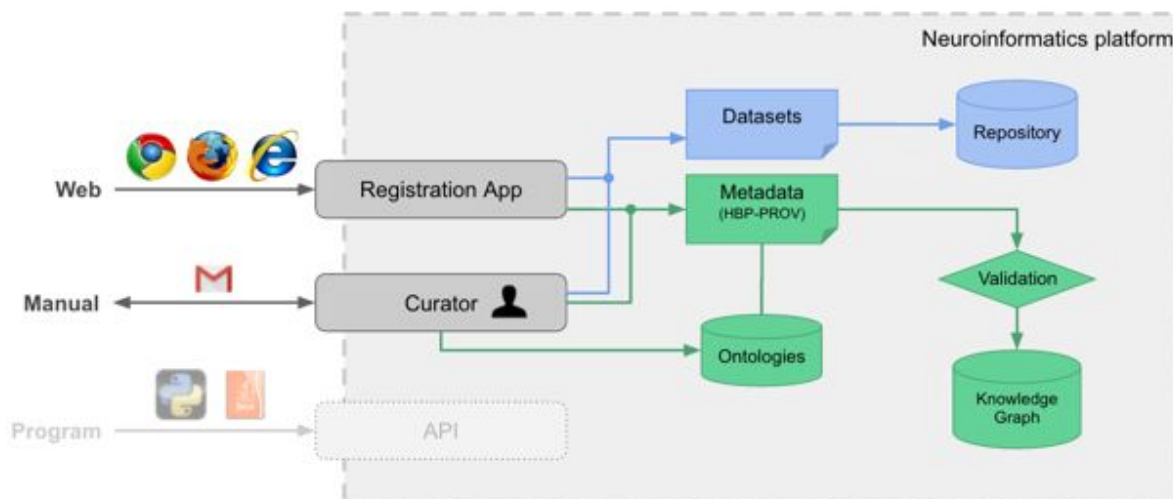 Neuroinformatics platform
Datasets
Repository
Web
Registration App
Metadata
(HBP-PROV)
Manual
Curator
Validation
Ontologies
Knowledge
Graph
Program
API